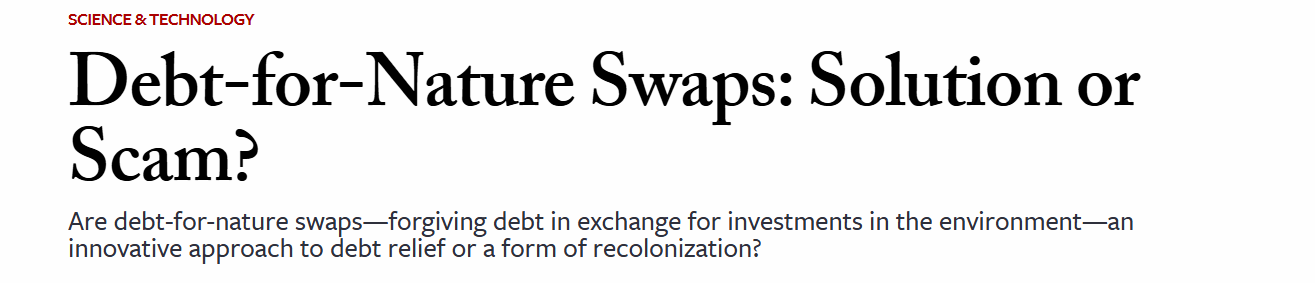 SCIENCE & TECHNOLOGY
Debt-for-Nature Swaps: Solution or
Scam?
Are debt-for-nature swaps—forgiving debt in exchange for investments in the environment—an
innovative approach to debt relief or a form of recolonization?